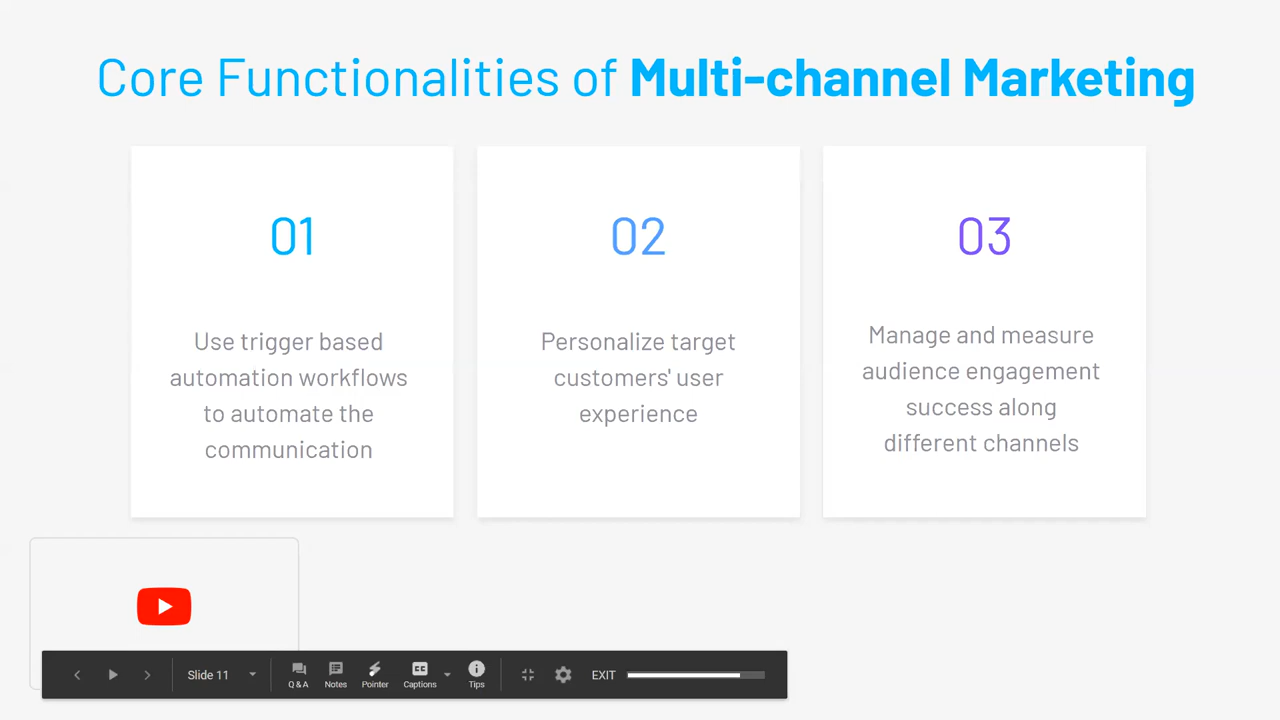 Core Functionalities of Multi-channel Marketing
01
Use trigger based
automation workflows
to automate the
communication
02
Personalize target
customers' user
experience
03
Manage and measure
audience engagement
success along
different channels
Slide 11
Q & A
Notes
Pointer
Captions
Tips
EXIT